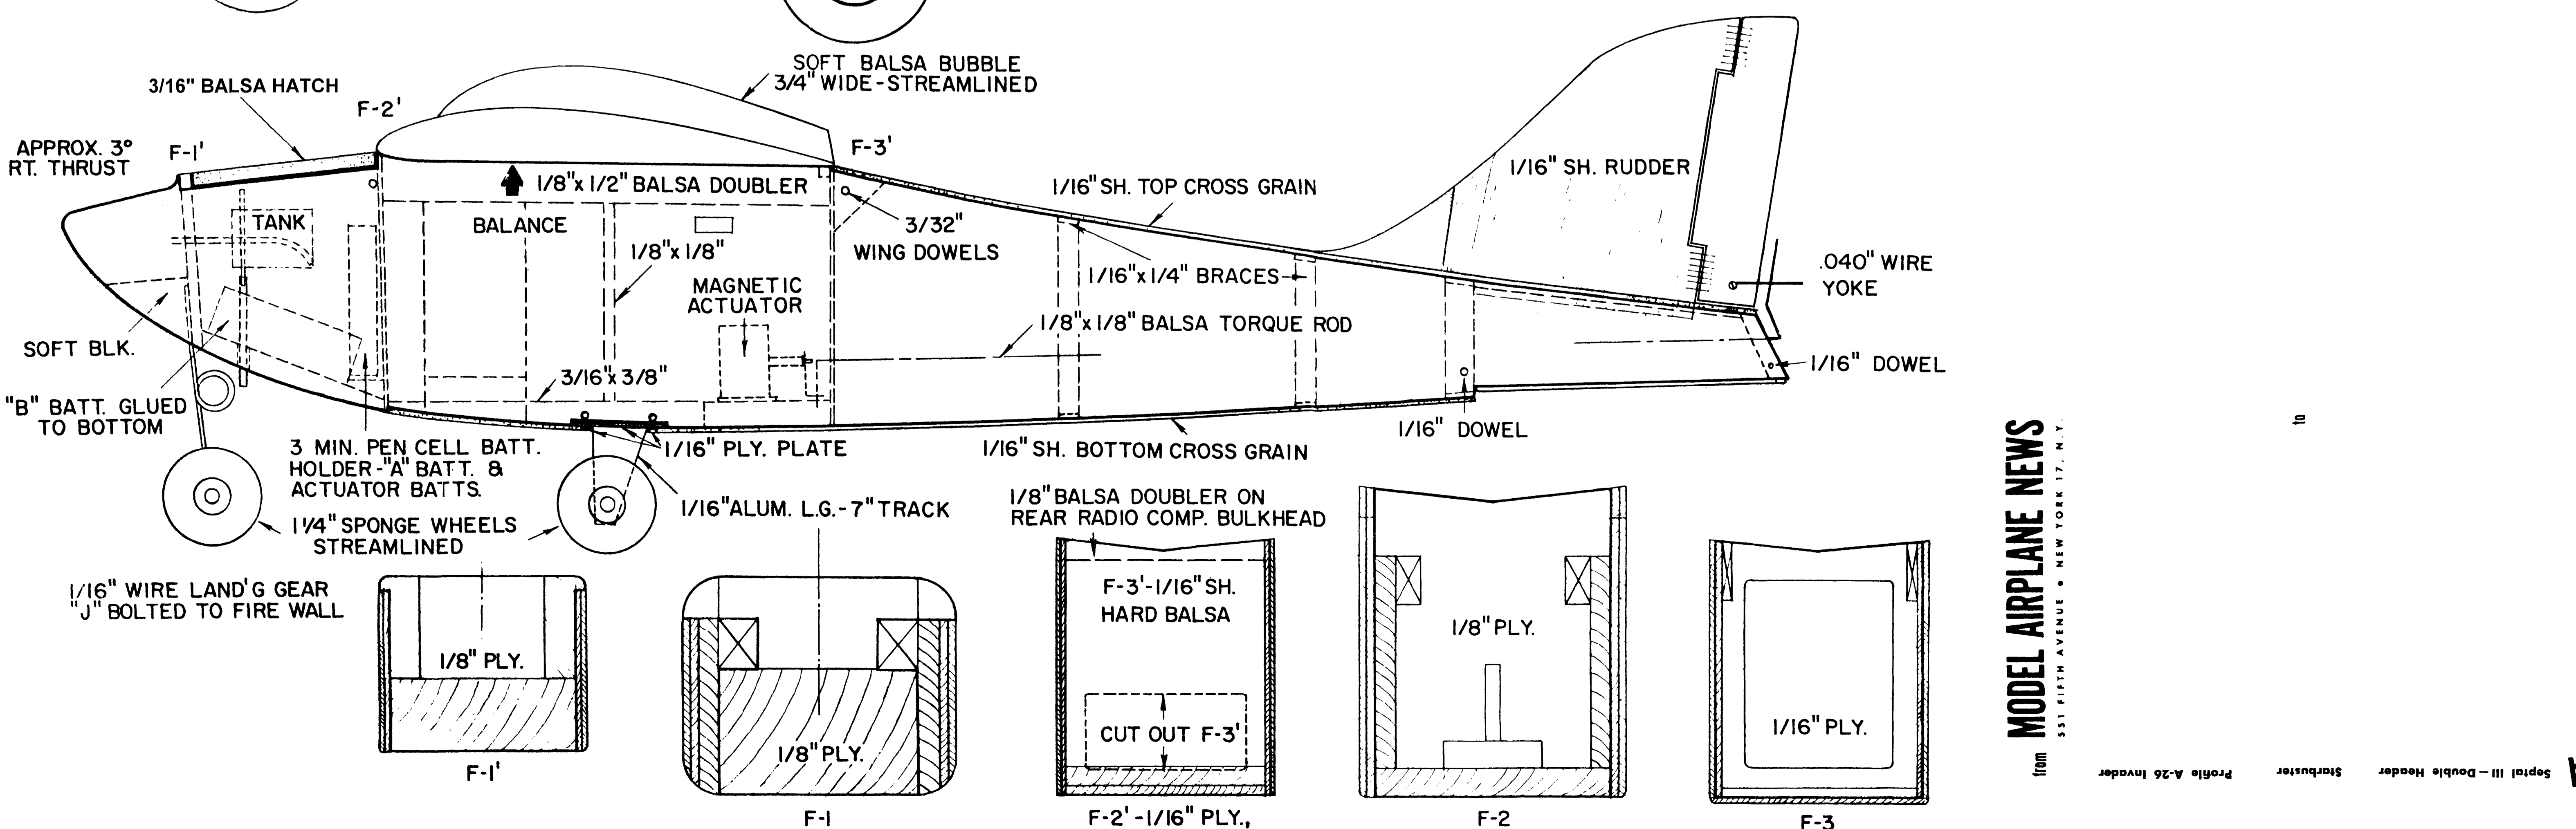 SOFT BALSA BUBBLE
3/4" WIDE-STREAMLINED
3/16" BALSA HATCH
F-2'
APPROX. 3°
RT. THRUST
F-1'
F-3'
1/8"x 1/2" BALSA DOUBLER
1/16" SH. TOP CROSS GRAIN
1/16" SH. RUDDER
TANK
BALANCE
3/32"
WING DOWELS
1/8"x 1/8"
MAGNETIC
ACTUATOR
1/16"x 1/4" BRACES
.040" WIRE
YOKE
1/8"x 1/8" BALSA TORQUE ROD
SOFT BLK.
3/16"x 3/8"
1/16" DOWEL
"B" BATT. GLUED
TO BOTTOM
3 MIN. PEN CELL BATT.
HOLDER-"A" BATT. &
ACTUATOR BATTS.
1/16" PLY. PLATE
1/16" SH. BOTTOM CROSS GRAIN
1/16" DOWEL
1/16" ALUM. L.G.-7" TRACK
1 1/4" SPONGE WHEELS
STREAMLINED
1/8" BALSA DOUBLER ON
REAR RADIO COMP. BULKHEAD
1/16" WIRE LAND'G GEAR
"J" BOLTED TO FIRE WALL
1/8" PLY.
F-1'
1/8" PLY.
F-1
F-3'-1/16" SH.
HARD BALSA
CUT OUT F-3'
F-2'-1/16" PLY.,
1/8" PLY.
F-2
1/16" PLY.
F-3
from MODEL AIRPLANE NEWS
551 FIFTH AVENUE • NEW YORK 17, N.Y.
to
Septal III — Double Header
Starbuster
Profile A-26 Invader